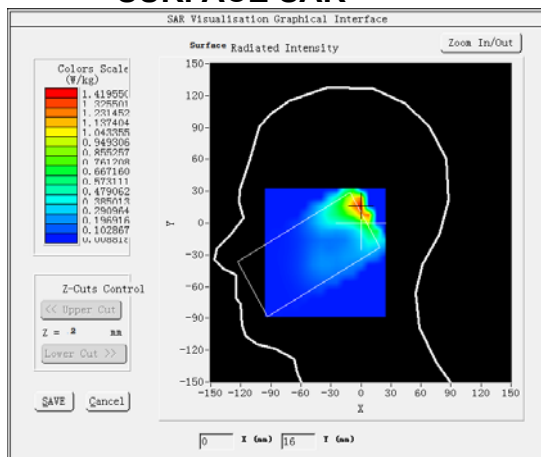 SURFACE SAR
SAR Visualisation Graphical Interface
Surface Radiated Intensity
Zoom In/Out
Colors Scale
(W/kg)
1.419550
1.325501
1.231452
1.137404
1.043355
0.949306
0.855257
0.761208
0.667160
0.573111
0.479062
0.385013
0.290964
0.196916
0.102867
0.008818
Z-Cuts Control
<< Upper Cut
Z = 2 mm
Lower Cut >>
SAVE
Cancel
150
120
90
60
30
0
-30
-60
-90
-120
-150
Y
-150 -120 -90 -60 -30 0 30 60 90 120 150
X
0 X (mm) 16 Y (mm)